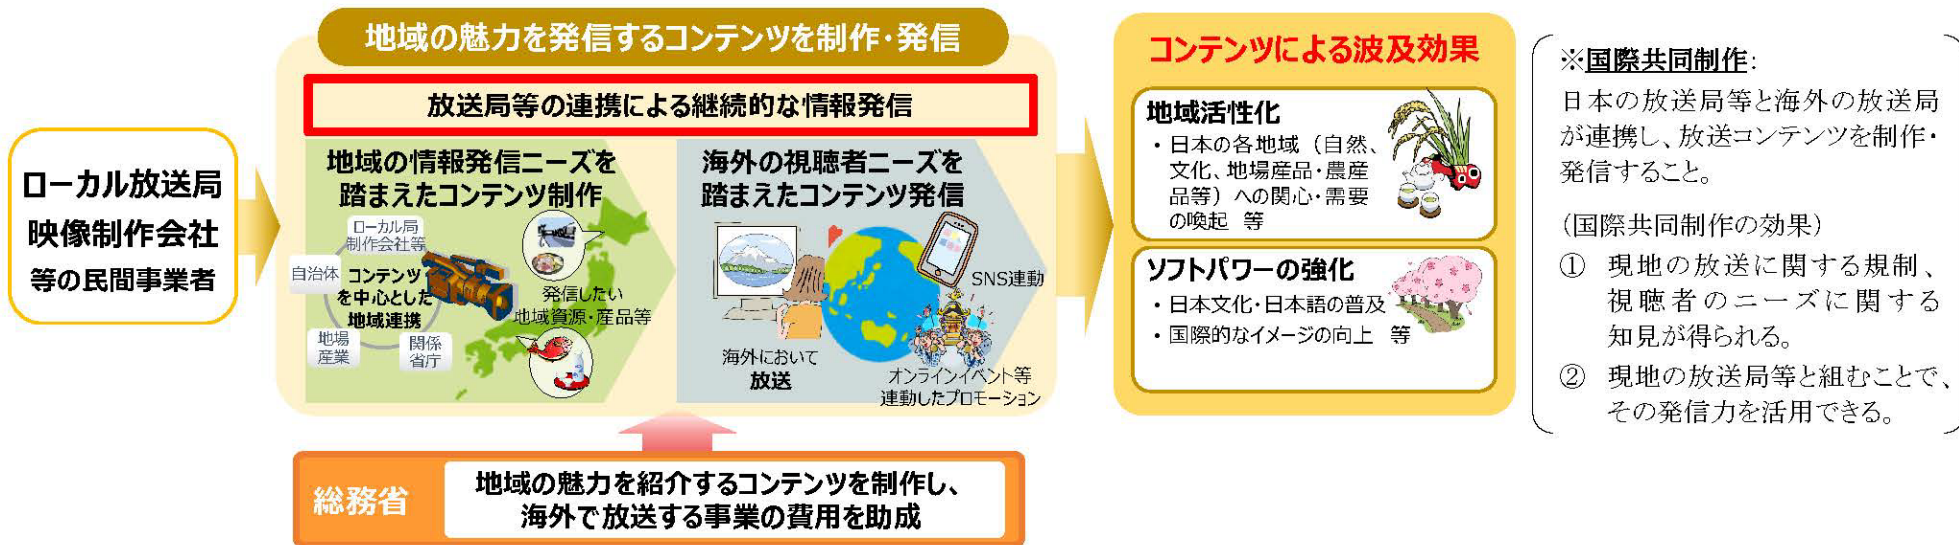 ローカル放送局
映像制作会社
等の民間事業者
地域の魅力を発信するコンテンツを制作・発信
放送局等の連携による継続的な情報発信
地域の情報発信ニーズを
踏まえたコンテンツ制作
ローカル局
制作会社等
自治体
コンテンツ
を中心とした
地域連携
地場
産業
関係
省庁
発信したい
地域資源・産品等
海外の視聴者ニーズを
踏まえたコンテンツ発信
SNS連動
海外において
放送
オンラインイベント等
連動したプロモーション
総務省
地域の魅力を紹介するコンテンツを制作し、
海外で放送する事業の費用を助成
コンテンツによる波及効果
地域活性化
・日本の各地域（自然、
文化、地場産品・農産
品等）への関心・需要
の喚起 等
ソフトパワーの強化
・日本文化・日本語の普及
・国際的なイメージの向上 等
※国際共同制作:
日本の放送局等と海外の放送局
が連携し、放送コンテンツを制作・
発信すること。
(国際共同制作の効果)
① 現地の放送に関する規制、
視聴者のニーズに関する
知見が得られる。
② 現地の放送局等と組むことで、
その発信力を活用できる。